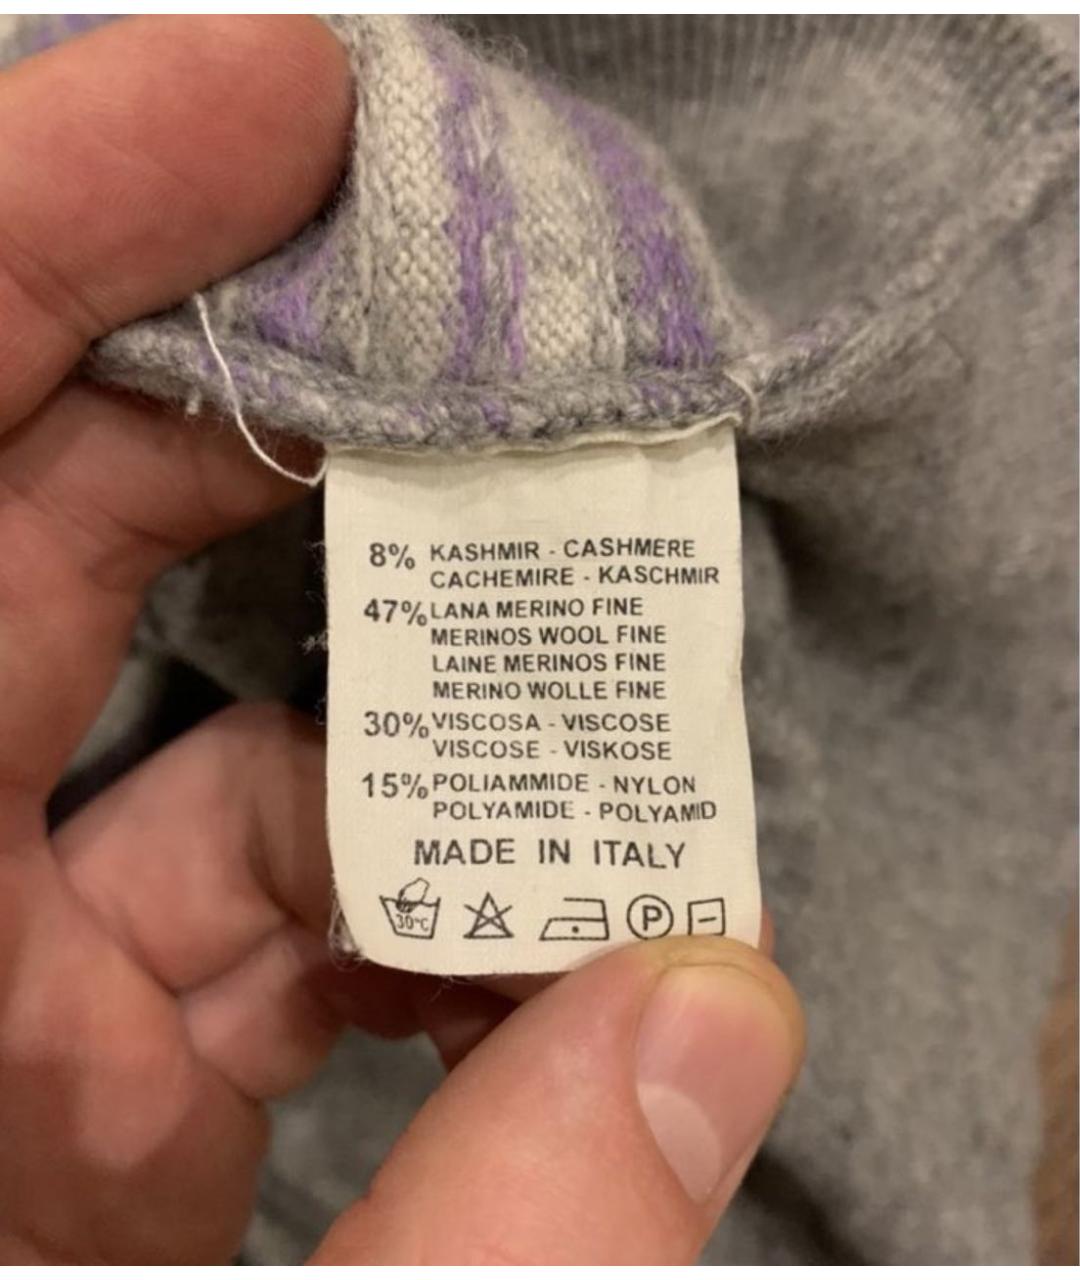 8% KASHMIR - CASHMERE
CACHEMIRE - KASCHMIR
47% LANA MERINO FINE
MERINOS WOOL FINE
LAINE MERINOS FINE
MERINO WOLLE FINE
30% VISCOSA - VISCOSE
VISCOSE - VISKOSE
15% POLIAMMIDE - NYLON
POLYAMIDE - POLYAMID
MADE IN ITALY
30°C P